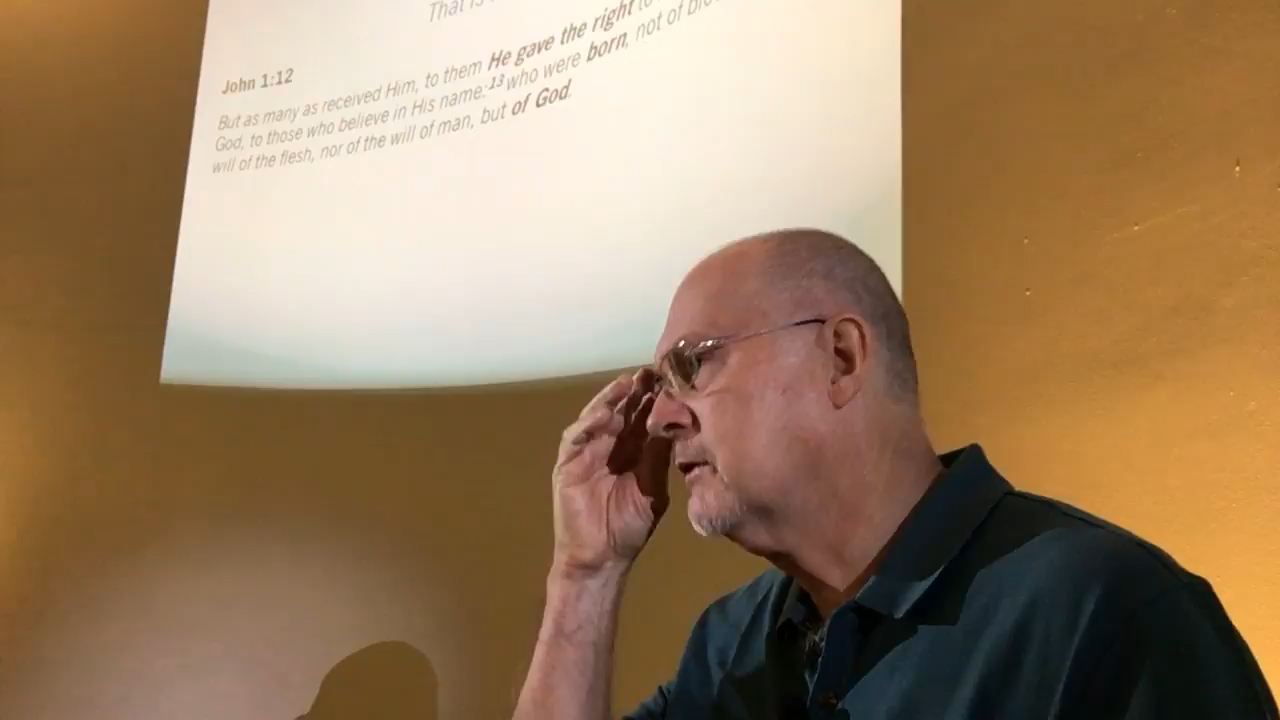 That is
John 1:12
But as many as received Him, to them He gave the right to
God, to those who believe in His name: 13 who were born, not of blo
will of the flesh, nor of the will of man, but of God.